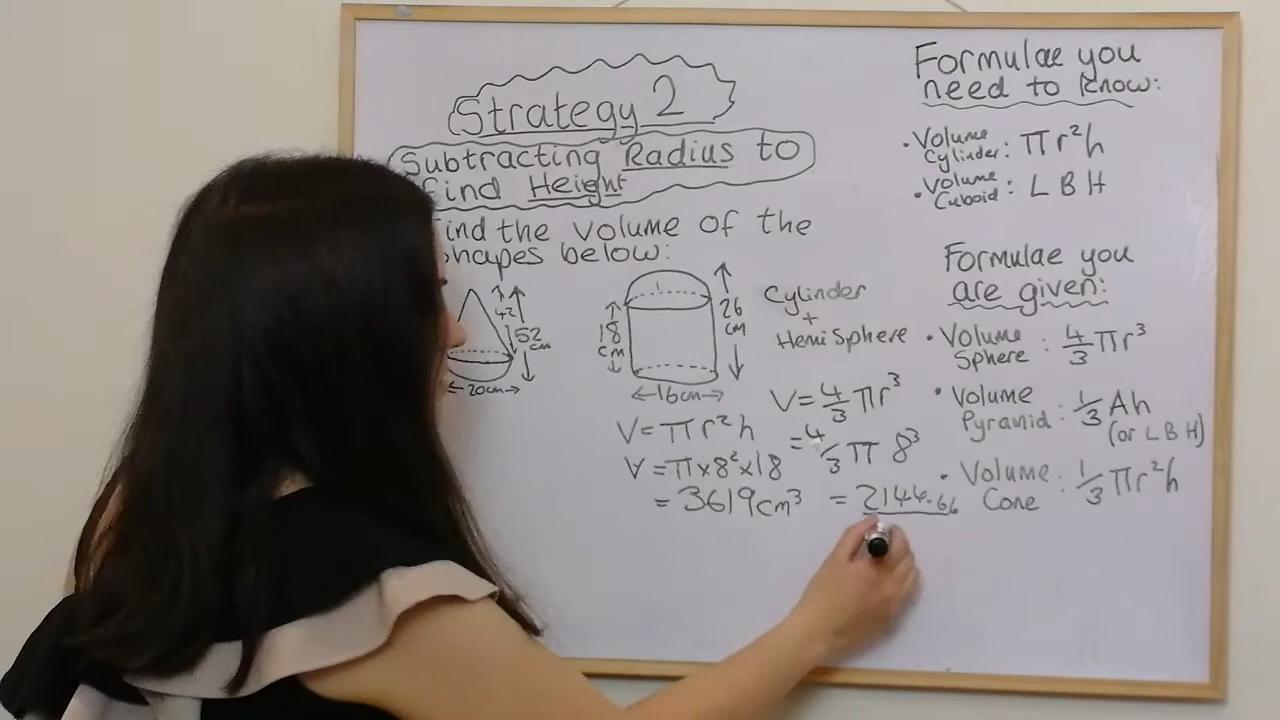 Strategy 2
Subtracting Radius to
find Height
ind the volume of the
hapes below:
42
52
cm
20cm
18
cm
26
cm
16cm
Cylinder
+
Hemisphere
V = πr²h
V = π x 8² x 18
= 3619cm³
V = 4/3 πr³
= 4/3 π 8³
= 2144.66
Formulae you
need to know:
• Volume
Cylinder: πr²h
• Volume
Cuboid: L B H
Formulae you
are given:
• Volume
Sphere: 4/3 πr³
• Volume
Pyramid: 1/3 Ah
(or L B H)
• Volume
Cone: 1/3 πr²h